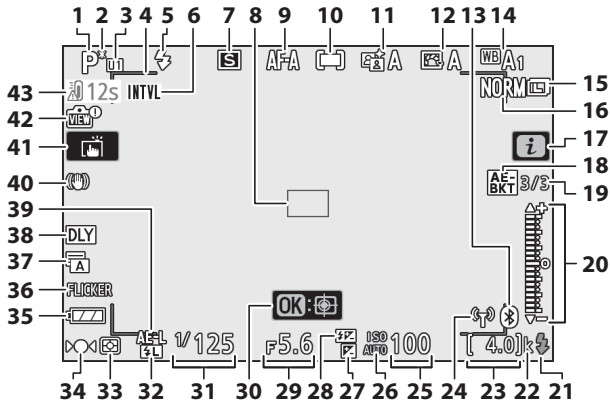 1 2 3 4 5 6 7 8 9 10 11 12 13 14
P* U1 S AF-A A A WB A1
43 12s INTVL NORM L 15
42 VIEW 16
41 i 17
18
40 AE-BKT 3/3 19
39
38 DLY 20
37 A
36 FLICKER
35 OK
AE-L L 1/125 F5.6 ISO AUTO 100 [ 4.0]k
34 33 32 31 30 29 28 27 26 25 24 23 22 21